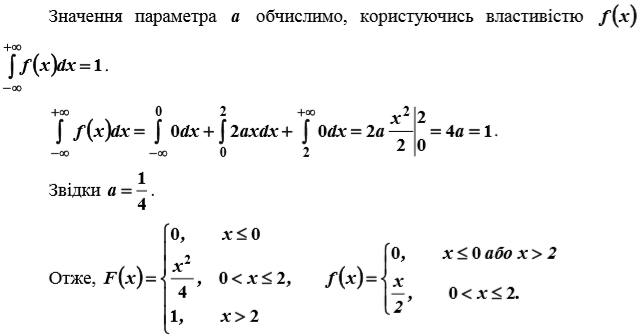 Значення параметра a обчислимо, користуючись властивістю f(x)
∫_{-∞}^{+∞} f(x)dx = 1.
∫_{-∞}^{+∞} f(x)dx = ∫_{-∞}^{0} 0dx + ∫_{0}^{2} 2axdx + ∫_{2}^{+∞} 0dx = 2a x²/2 |_{0}^{2} = 4a = 1.
Звідки a = 1/4.
Отже, F(x) = { 0, x ≤ 0; x²/4, 0 < x ≤ 2, 1, x > 2 f(x) = { 0, x ≤ 0 або x > 2; x/2, 0 < x ≤ 2.